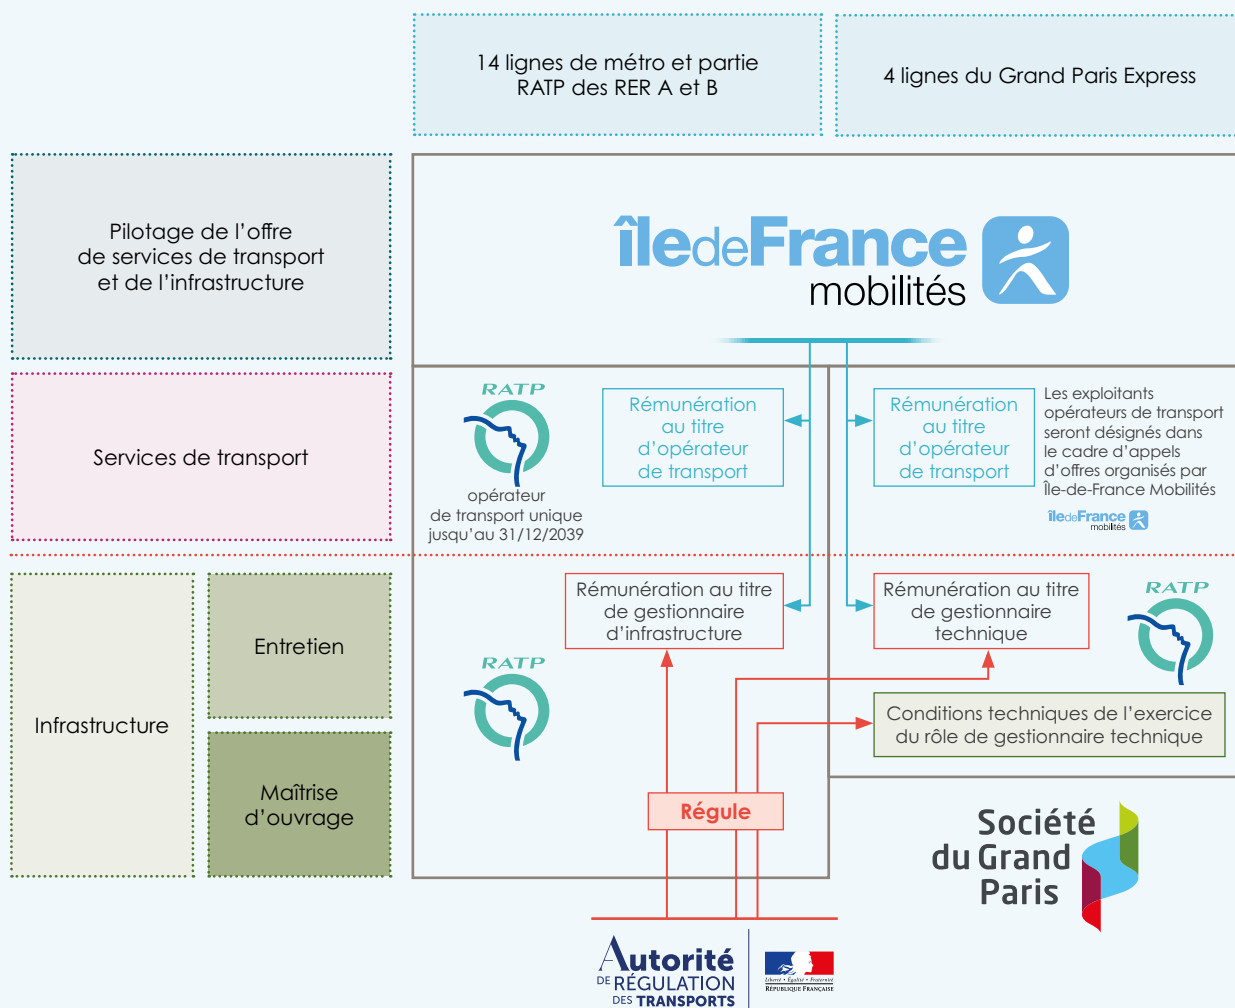 14 lignes de métro et partie
RATP des RER A et B
4 lignes du Grand Paris Express
Pilotage de l'offre
de services de transport
et de l'infrastructure
îledeFrance
mobilités
Services de transport
RATP
opérateur
de transport unique
jusqu'au 31/12/2039
Rémunération
au titre
d'opérateur
de transport
Rémunération
au titre
d'opérateur
de transport
Les exploitants
opérateurs de transport
seront désignés dans
le cadre d'appels
d'offres organisés par
Île-de-France Mobilités
îledeFrance
mobilités
Infrastructure
Entretien
Maîtrise
d'ouvrage
RATP
Rémunération au titre
de gestionnaire
d'infrastructure
Rémunération au titre
de gestionnaire
technique
RATP
Conditions techniques de l'exercice
du rôle de gestionnaire technique
Régule
Société
du Grand
Paris
Autorité
DE RÉGULATION
DES TRANSPORTS
Liberté • Égalité • Fraternité
RÉPUBLIQUE FRANÇAISE